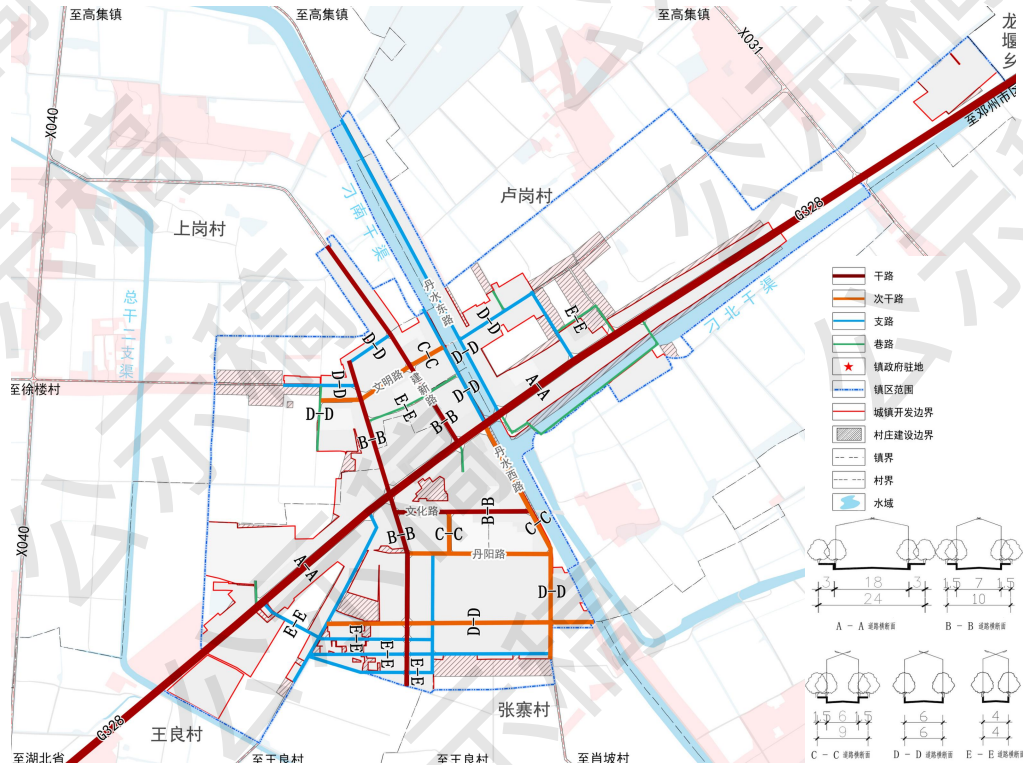 至高集镇
至高集镇
至高集镇
龙堰乡
X031
至邓州市区
X040
刁南干渠
卢岗村
上岗村
G328
总干二支渠
丹水东路
刁北干渠
D-D
E-E
D-D
C-C
D-D
文明路
建新路
D-D
D-D
A-A
至徐楼村
D-D
E-E
B-B
B-B
丹水西路
文化路
B-B
C-C
B-B
C-C
丹阳路
X040
A-A
D-D
E-E
D-D
E-E
E-E
E-E
张寨村
王良村
G328
至湖北省
至王良村
至王良村
至肖坡村
干路
次干路
支路
巷路
镇政府驻地
镇区范围
城镇开发边界
村庄建设边界
镇界
村界
水域
3 18 3
24
A-A 道路横断面
1.5 7 1.5
10
B-B 道路横断面
1.5 6 1.5
9
C-C 道路横断面
6
6
D-D 道路横断面
4
4
E-E 道路横断面
公示稿